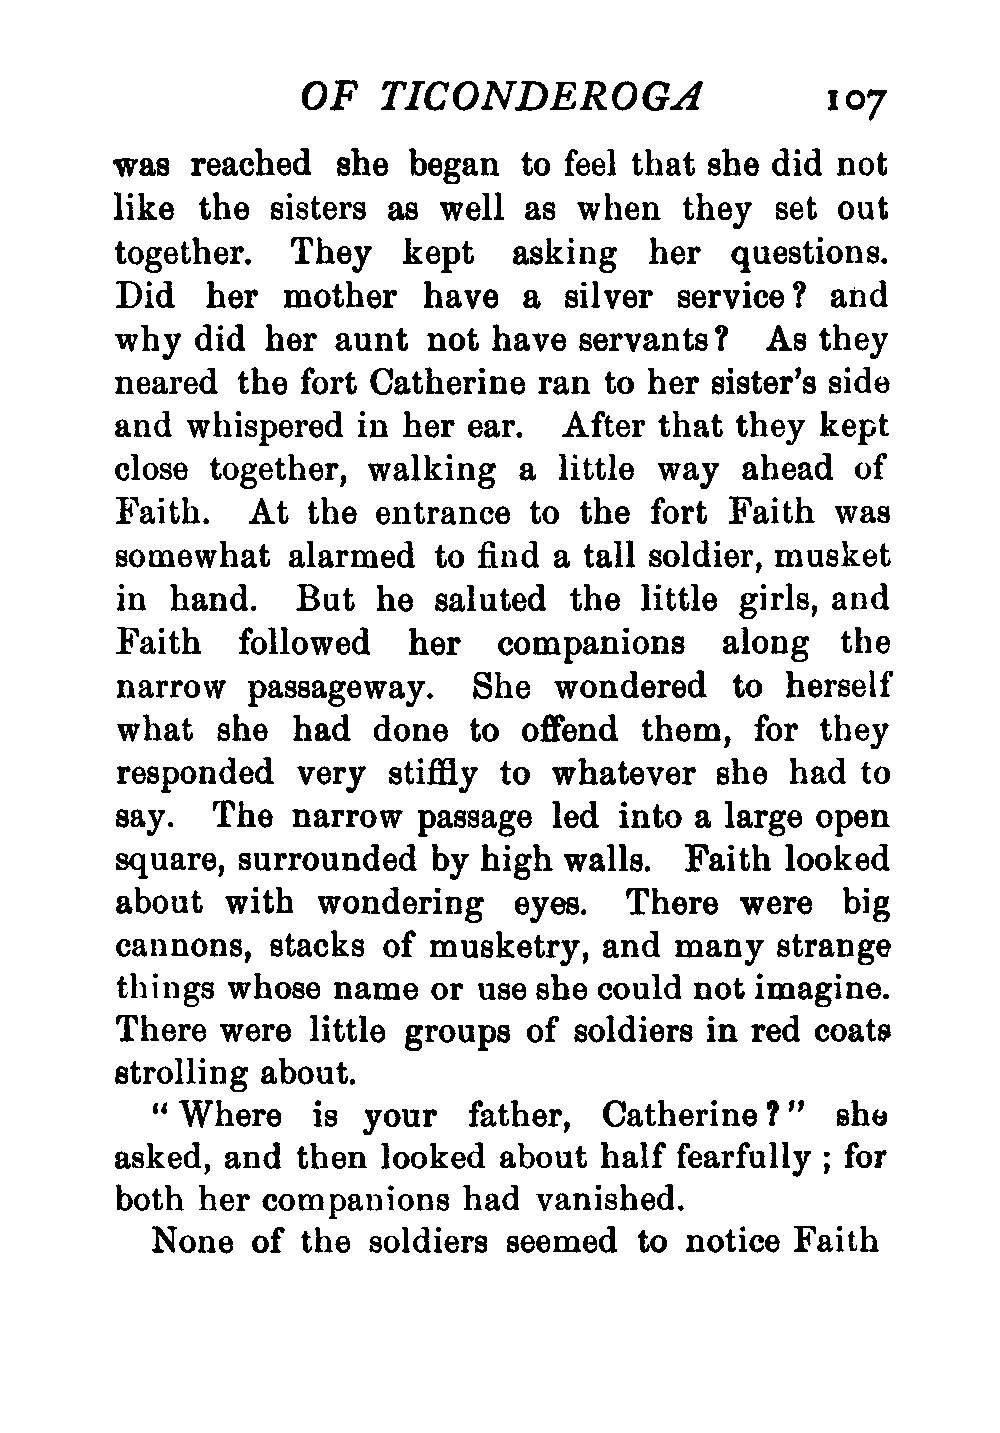 OF TICONDEROGA 107
was reached she began to feel that she did not
like the sisters as well as when they set out
together. They kept asking her questions.
Did her mother have a silver service? and
why did her aunt not have servants? As they
neared the fort Catherine ran to her sister's side
and whispered in her ear. After that they kept
close together, walking a little way ahead of
Faith. At the entrance to the fort Faith was
somewhat alarmed to find a tall soldier, musket
in hand. But he saluted the little girls, and
Faith followed her companions along the
narrow passageway. She wondered to herself
what she had done to offend them, for they
responded very stiffly to whatever she had to
say. The narrow passage led into a large open
square, surrounded by high walls. Faith looked
about with wondering eyes. There were big
cannons, stacks of musketry, and many strange
things whose name or use she could not imagine.
There were little groups of soldiers in red coats
strolling about.
"Where is your father, Catherine?" she
asked, and then looked about half fearfully; for
both her companions had vanished.
None of the soldiers seemed to notice Faith